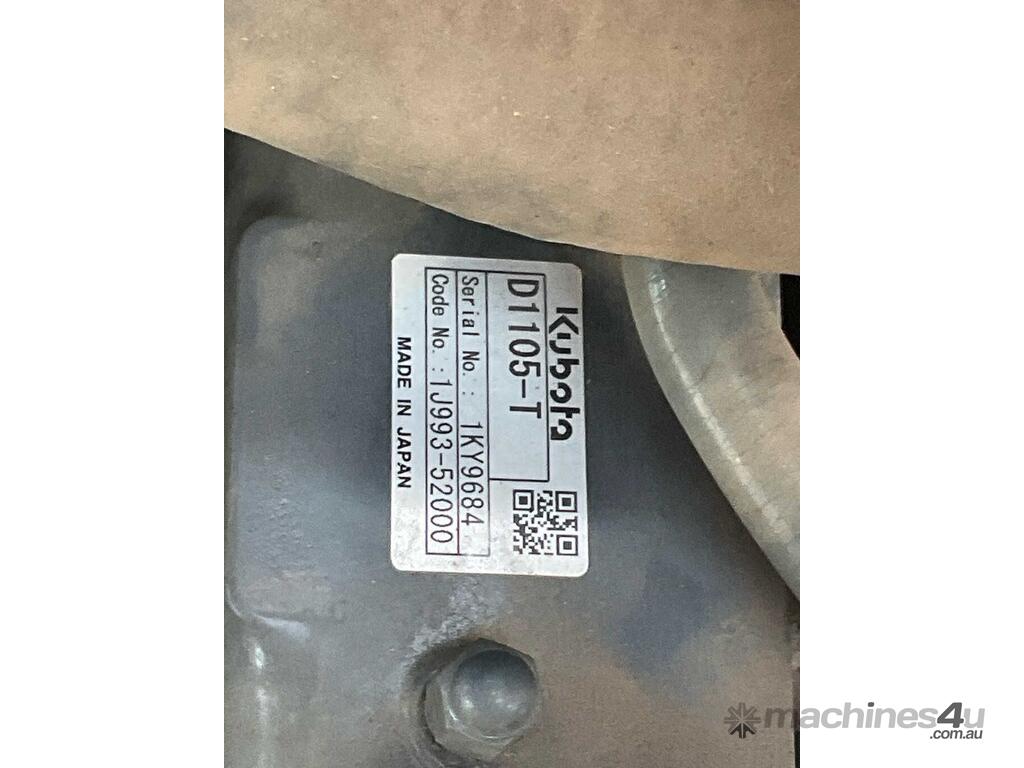 Kubota
D1105-T
Serial No. : 1KY9684
Code No. :1J993-52000
MADE IN JAPAN
machines4u
.com.au